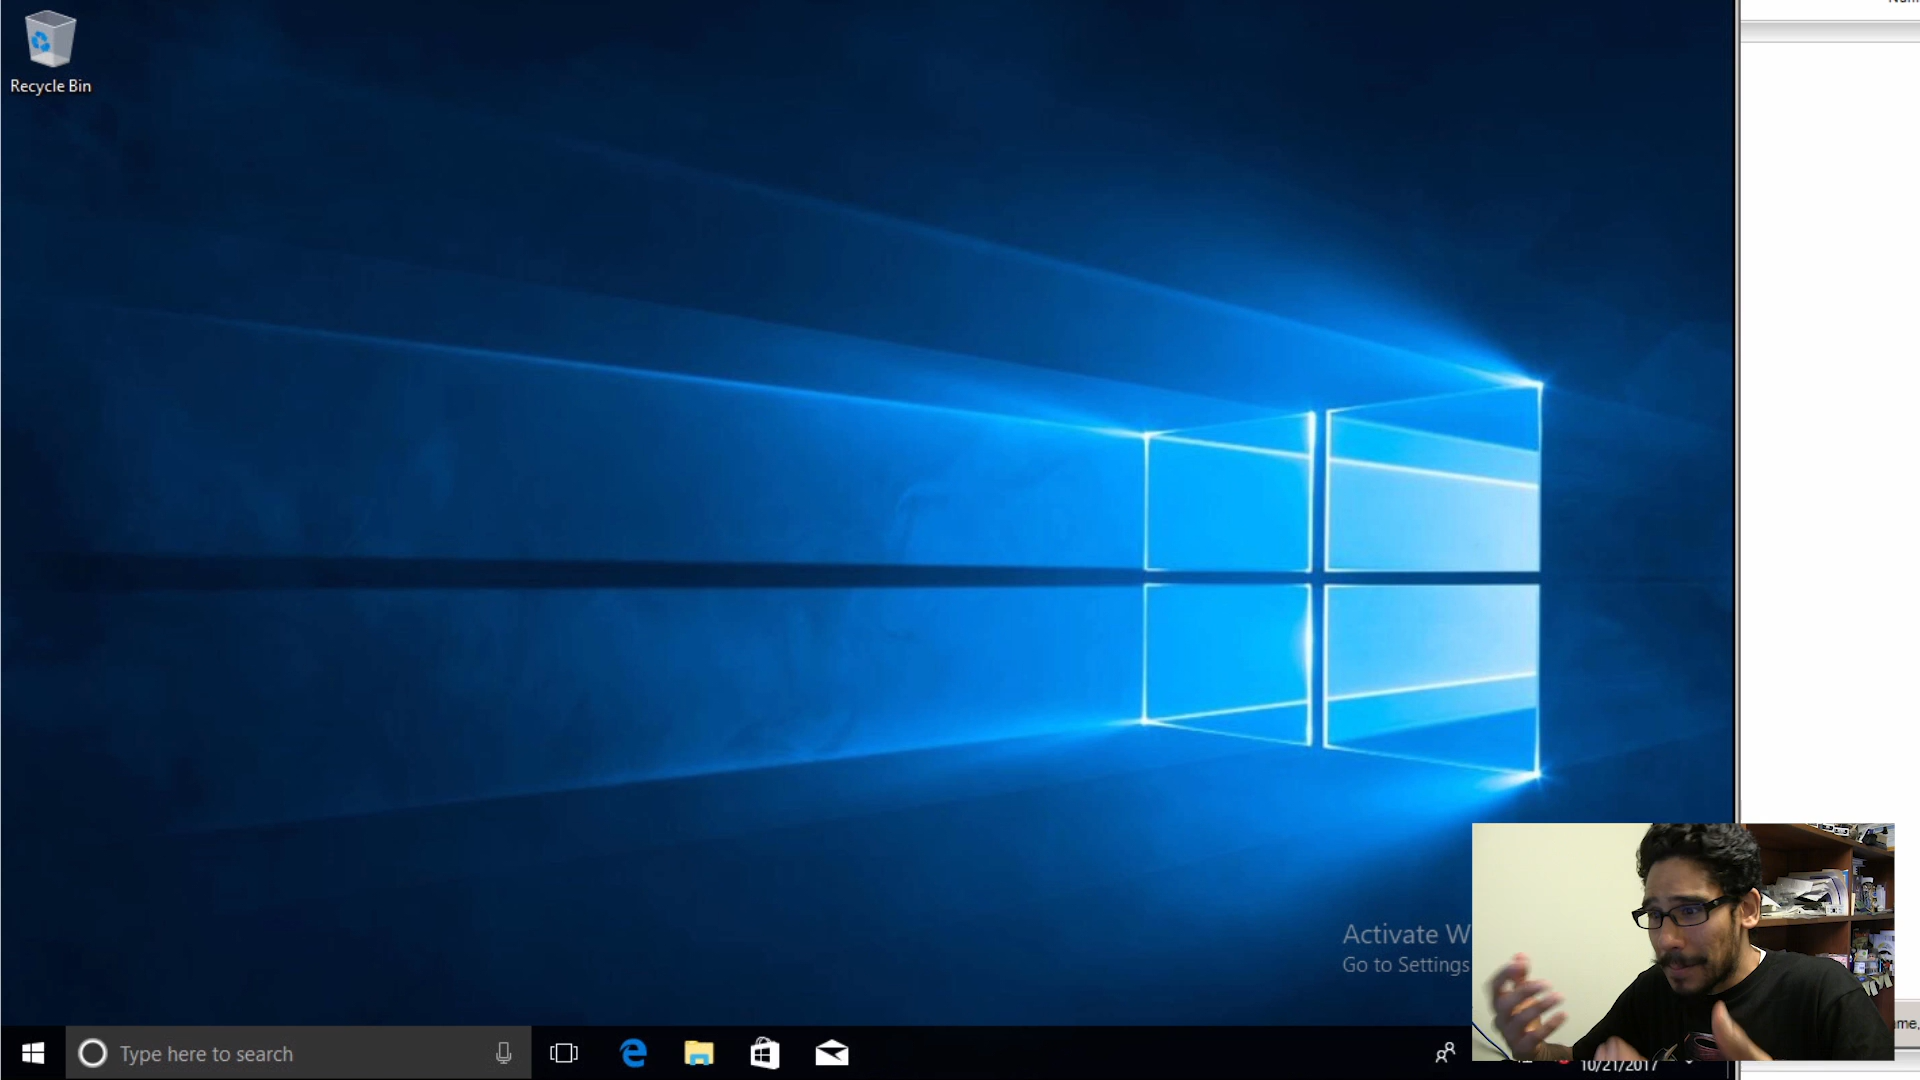 Recycle Bin
Activate W
Go to Settings
Type here to search
10/21/2017